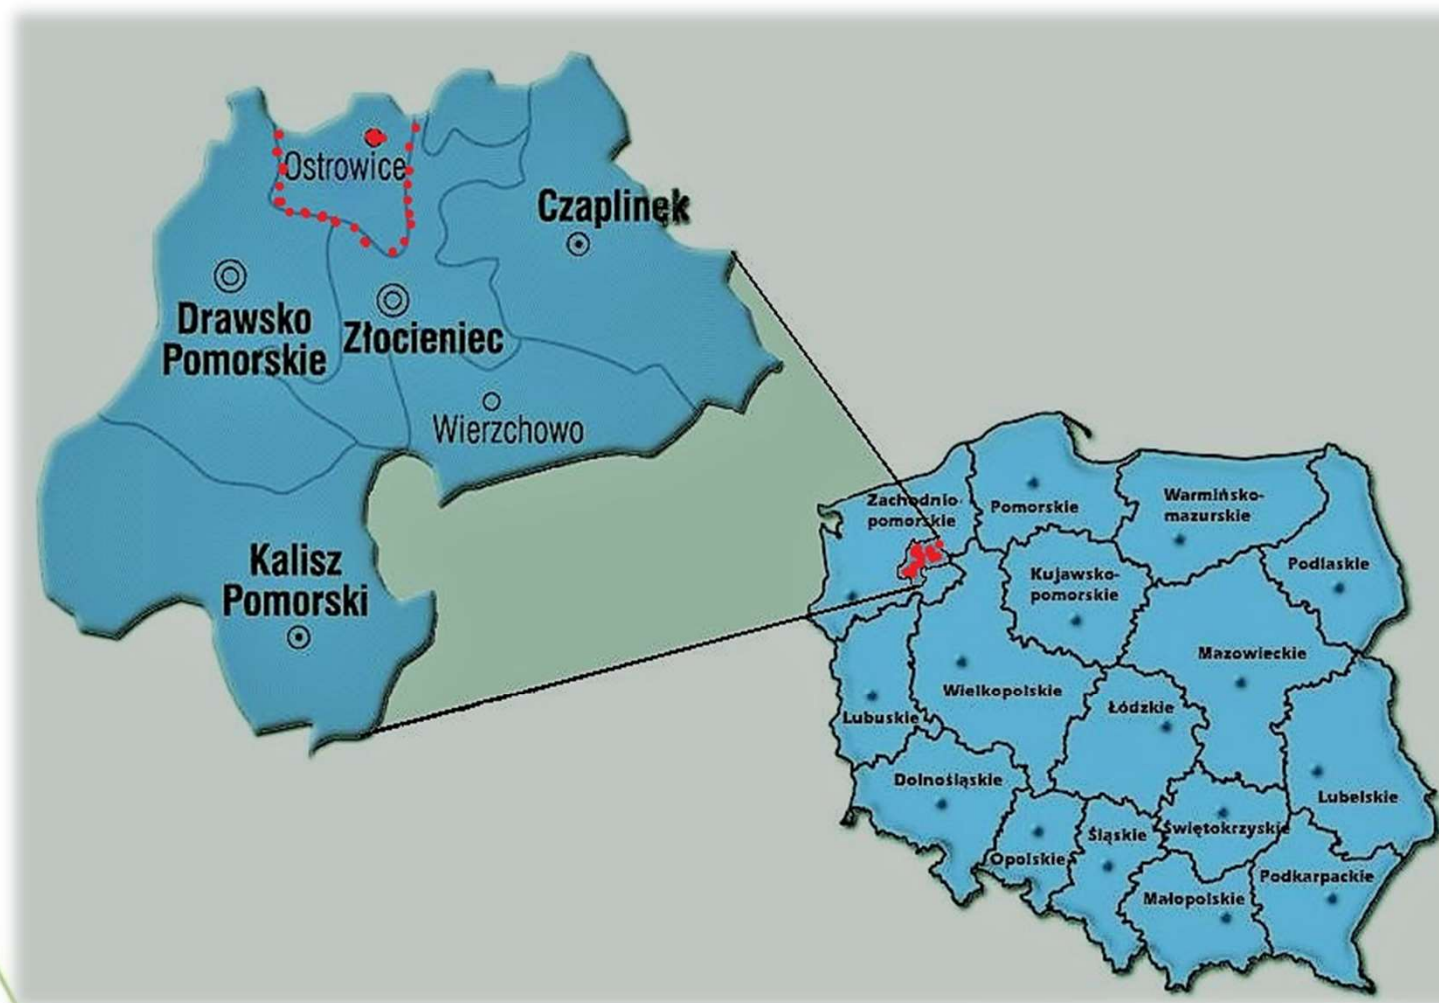 Ostrowice
Czaplinek
Drawsko
Pomorskie
Złocieniec
Wierzchowo
Kalisz
Pomorski
Zachodnio-
pomorskie
Pomorskie
Warmińsko-
mazurskie
Podlaskie
Kujawsko-
pomorskie
Mazowieckie
Wielkopolskie
Lubuskie
Łódzkie
Dolnośląskie
Lubelskie
Opolskie
Śląskie
Świętokrzyskie
Małopolskie
Podkarpackie